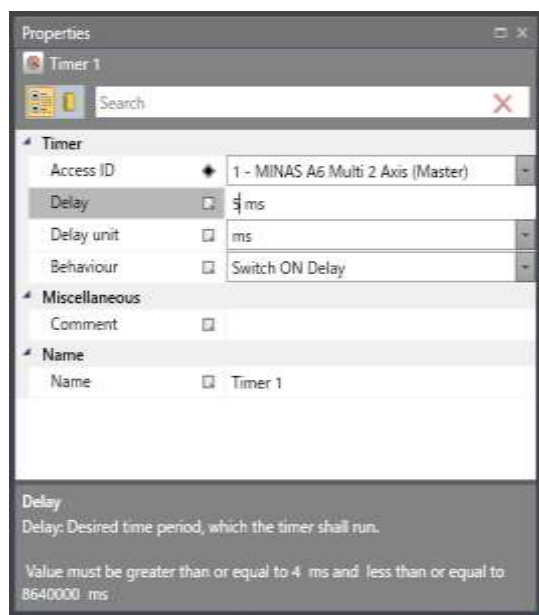 Properties
Timer 1
Search
Timer
Access ID 1 - MINAS A6 Multi 2 Axis (Master)
Delay 5 ms
Delay unit ms
Behaviour Switch ON Delay
Miscellaneous
Comment
Name
Name Timer 1
Delay
Delay: Desired time period, which the timer shall run.
Value must be greater than or equal to 4 ms and less than or equal to
8640000 ms